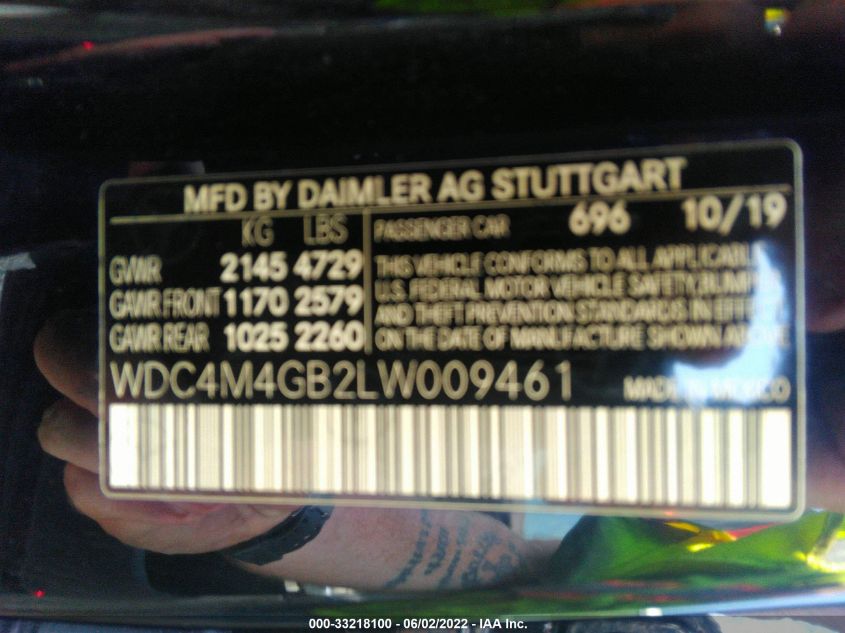 MFD BY DAIMLER AG STUTTGART
KG LBS
GVWR 2145 4729
GAWR FRONT 1170 2579
GAWR REAR 1025 2260
PASSENGER CAR 696 10/19
THIS VEHICLE CONFORMS TO ALL APPLICABLE
U.S. FEDERAL MOTOR VEHICLE SAFETY, BUMPER
AND THEFT PREVENTION STANDARDS IN EFFECT
ON THE DATE OF MANUFACTURE SHOWN ABOVE
WDC4M4GB2LW009461 MADE IN MEXICO
000-33218100 - 06/02/2022 - IAA Inc.